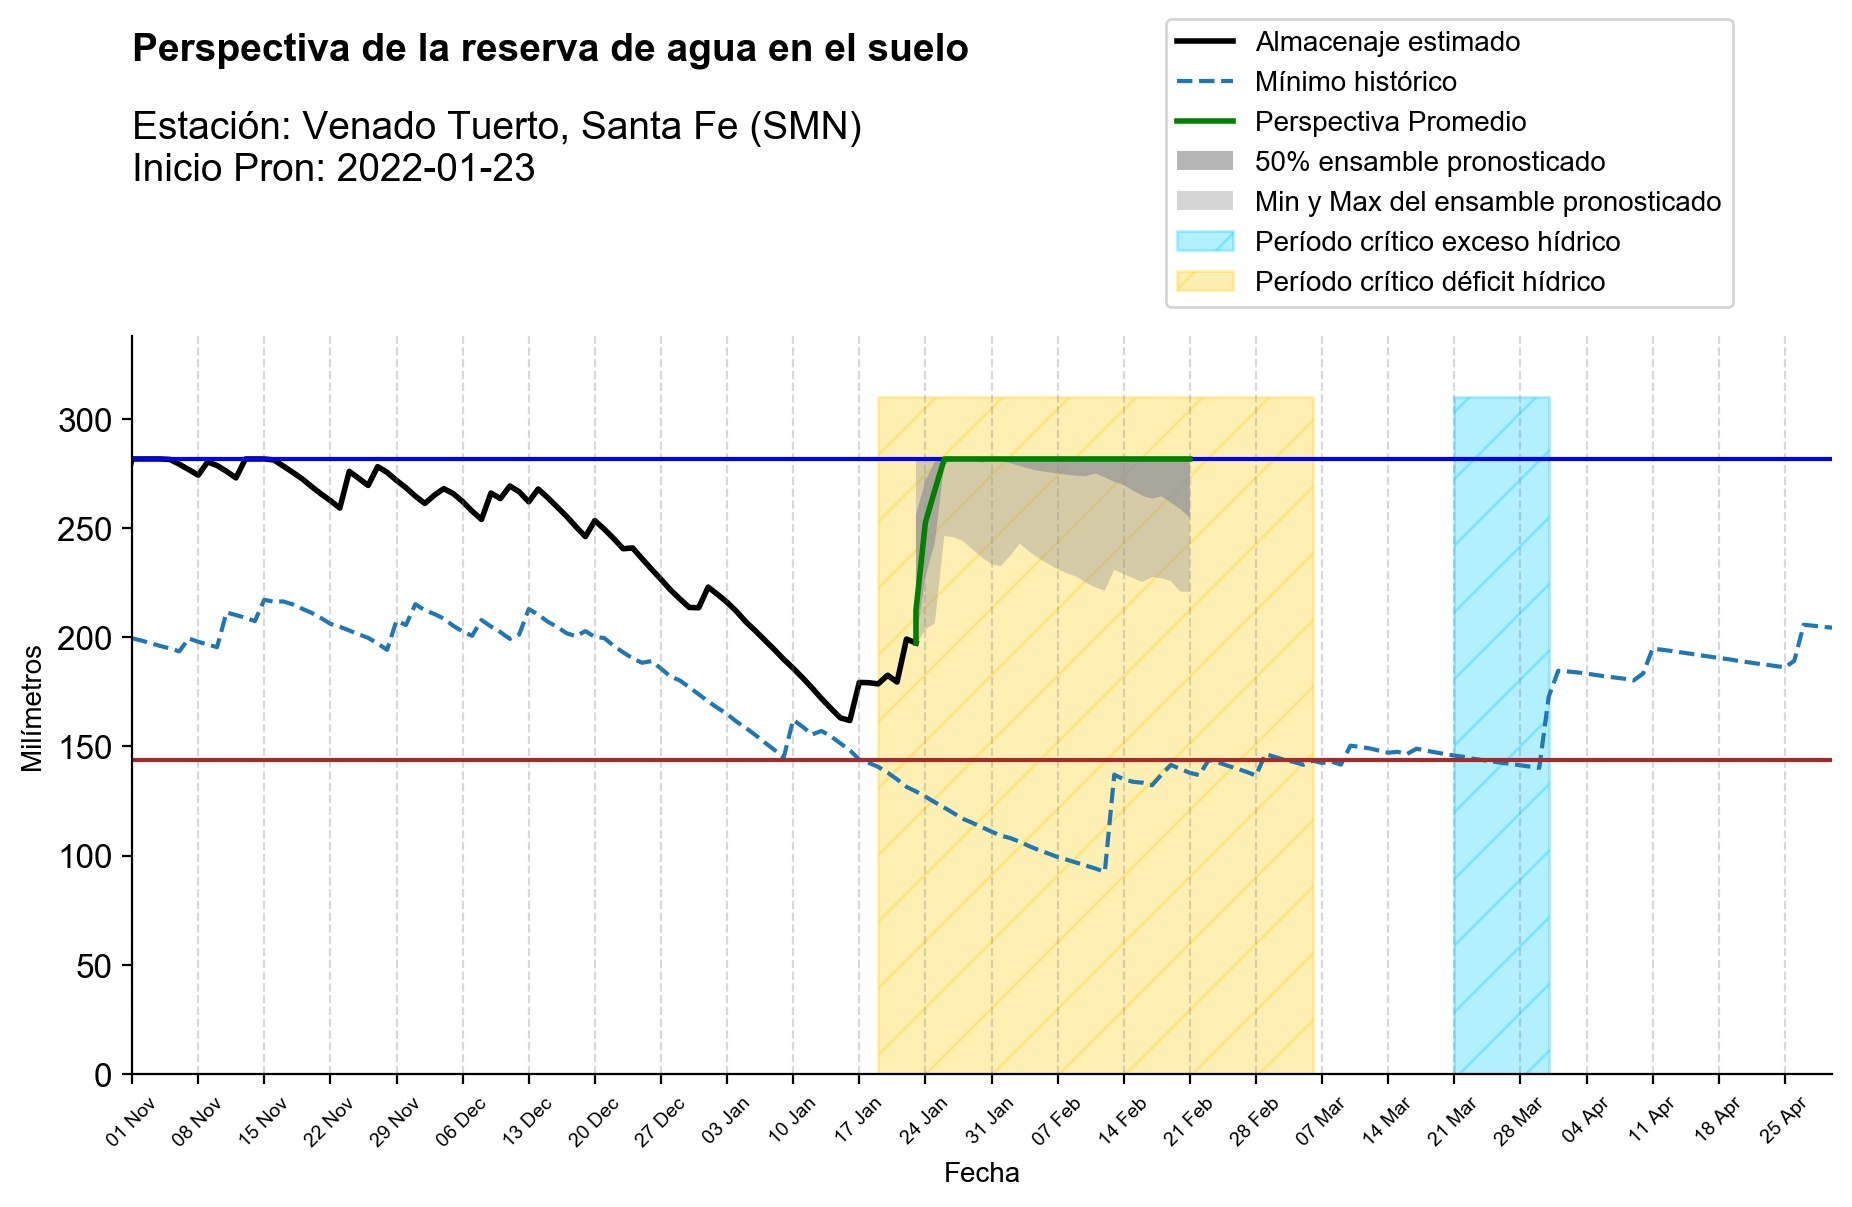 Perspectiva de la reserva de agua en el suelo
Estación: Venado Tuerto, Santa Fe (SMN)
Inicio Pron: 2022-01-23
Almacenaje estimado
Mínimo histórico
Perspectiva Promedio
50% ensamble pronosticado
Min y Max del ensamble pronosticado
Período crítico exceso hídrico
Período crítico déficit hídrico
Milímetros
300
250
200
150
100
50
0
01 Nov
08 Nov
15 Nov
22 Nov
29 Nov
06 Dec
13 Dec
20 Dec
27 Dec
03 Jan
10 Jan
17 Jan
24 Jan
31 Jan
07 Feb
14 Feb
21 Feb
28 Feb
07 Mar
14 Mar
21 Mar
28 Mar
04 Apr
11 Apr
18 Apr
25 Apr
Fecha